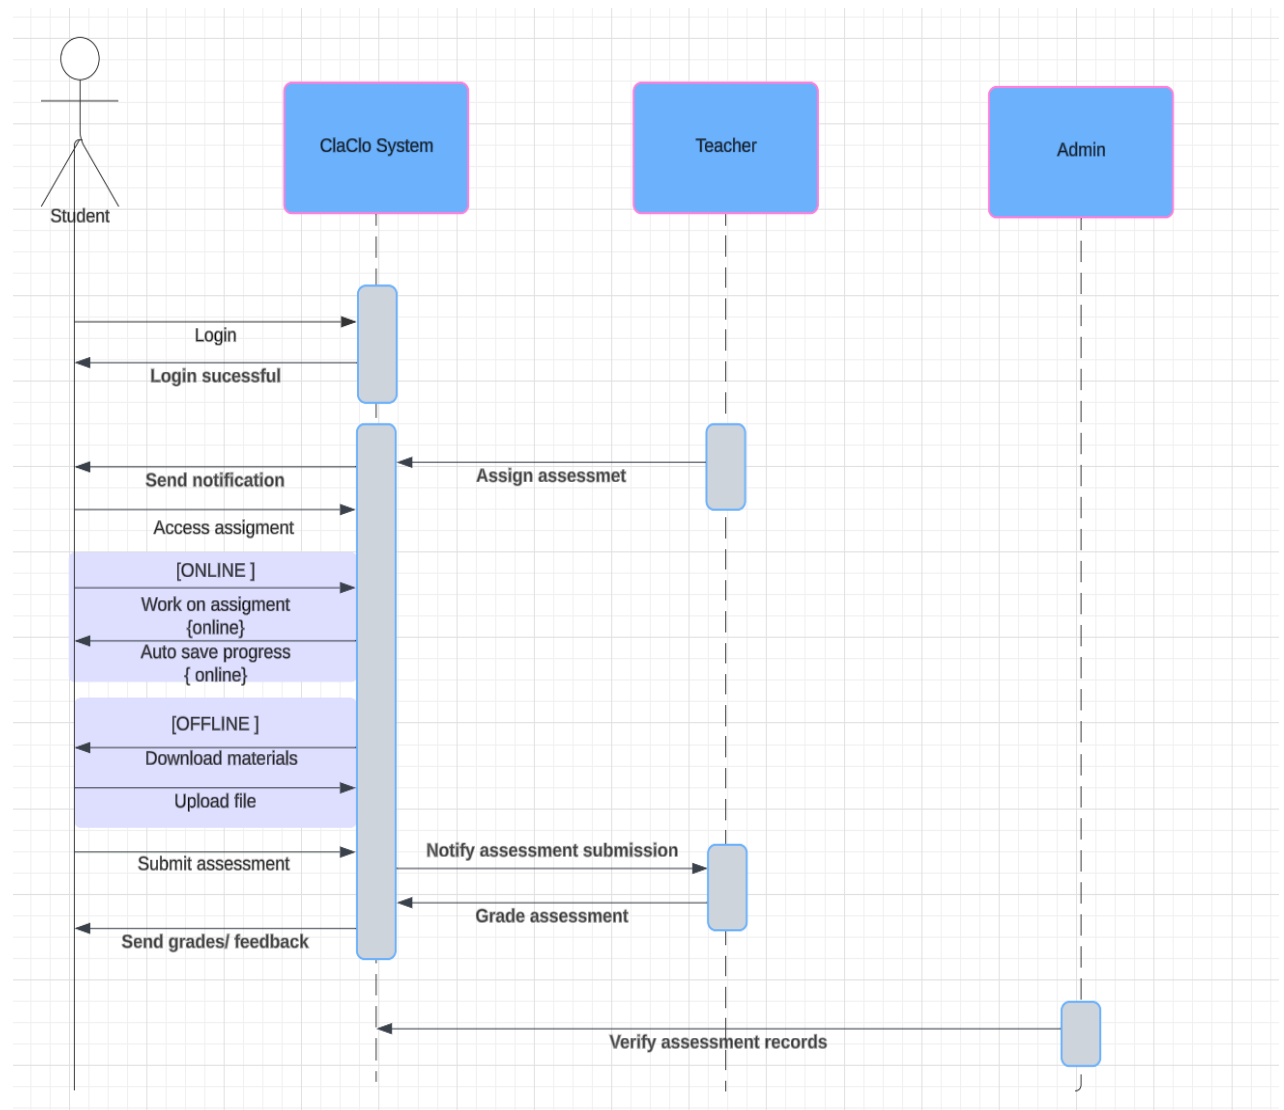 Student
ClaClo System
Teacher
Admin
Login
Login sucessful
Assign assessmet
Send notification
Access assigment
[ONLINE ]
Work on assigment
{online}
Auto save progress
{ online}
[OFFLINE ]
Download materials
Upload file
Submit assessment
Notify assessment submission
Grade assessment
Send grades/ feedback
Verify assessment records